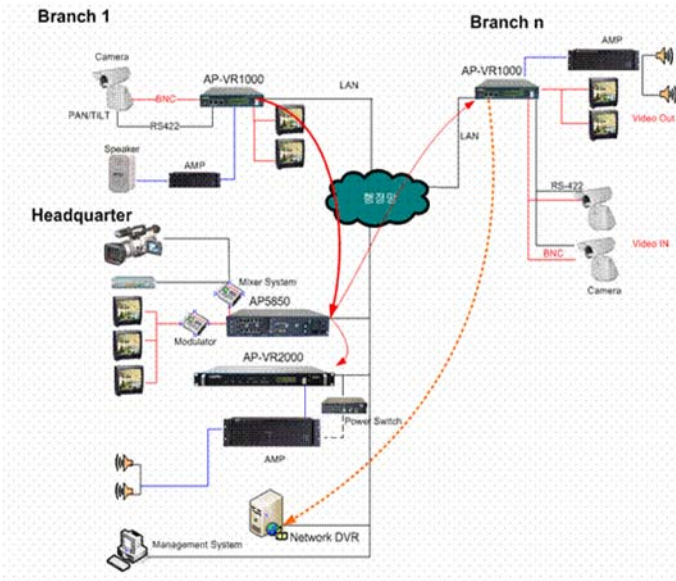 Branch 1
Camera
AP-VR1000
LAN
BNC
PAN/TILT
RS422
Speaker
AMP
Branch n
AMP
AP-VR1000
Video Out
LAN
RS-422
Video IN
BNC
Camera
행정망
Headquarter
Mixer System
AP5850
Modulator
AP-VR2000
Power Switch
AMP
Network DVR
Management System